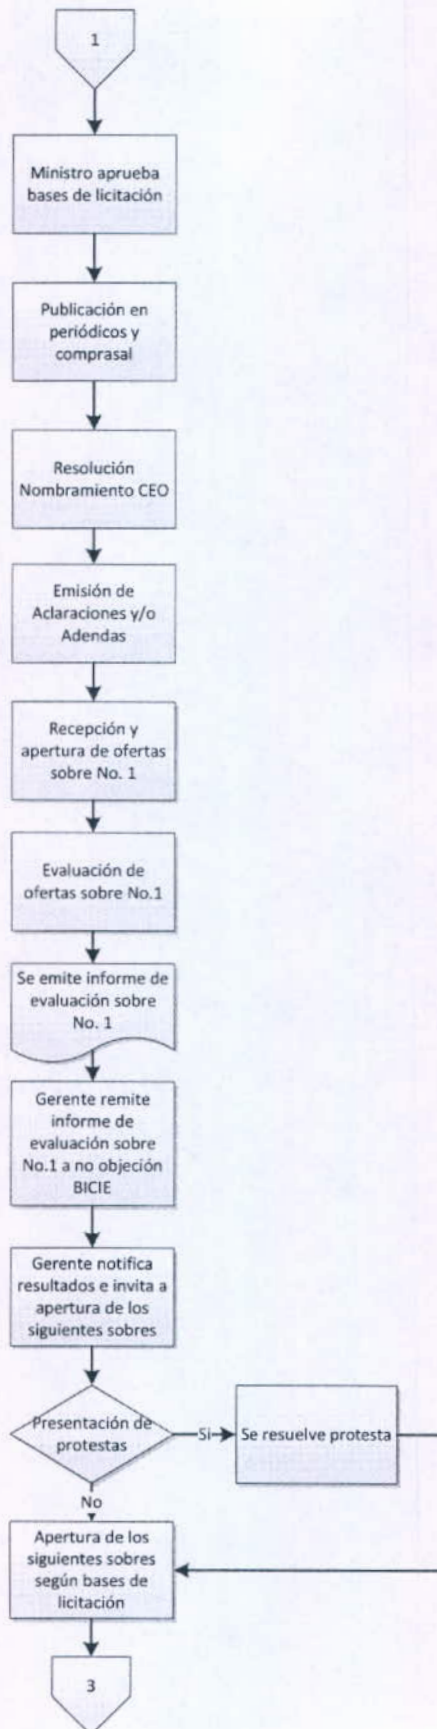 1
Ministro aprueba
bases de licitación
Publicación en
periódicos y
comprasal
Resolución
Nombramiento CEO
Emisión de
Aclaraciones y/o
Adendas
Recepción y
apertura de ofertas
sobre No. 1
Evaluación de
ofertas sobre No.1
Se emite informe de
evaluación sobre
No. 1
Gerente remite
informe de
evaluación sobre
No.1 a no objeción
BICIE
Gerente notifica
resultados e invita a
apertura de los
siguientes sobres
Presentación de
protestas
Si
Se resuelve protesta
No
Apertura de los
siguientes sobres
según bases de
licitación
3